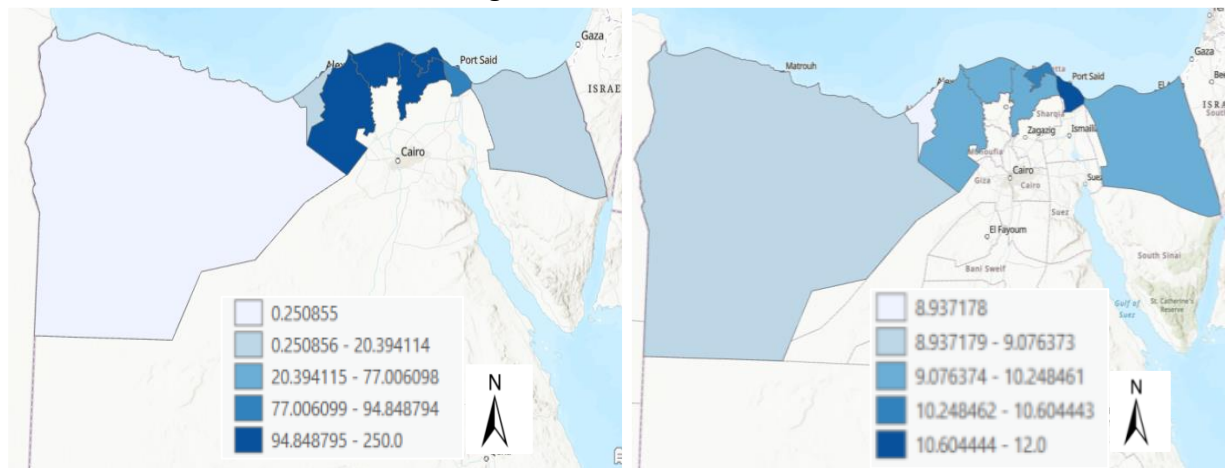 Gaza
Port Said
ISRAE
Cairo
0.250855
0.250856 - 20.394114
20.394115 - 77.006098
77.006099 - 94.848794
94.848795 - 250.0
N
Matrouh
Gaza
Port Said
Sharqia
Zagazig
Ismaili
Giza
Cairo
Cairo
Suez
El Fayoum
Bani Sweif
South Sinai
Gulf of
Suez
St. Catherine's
Reserve
8.937178
8.937179 - 9.076373
9.076374 - 10.248461
10.248462 - 10.604443
10.604444 - 12.0
N